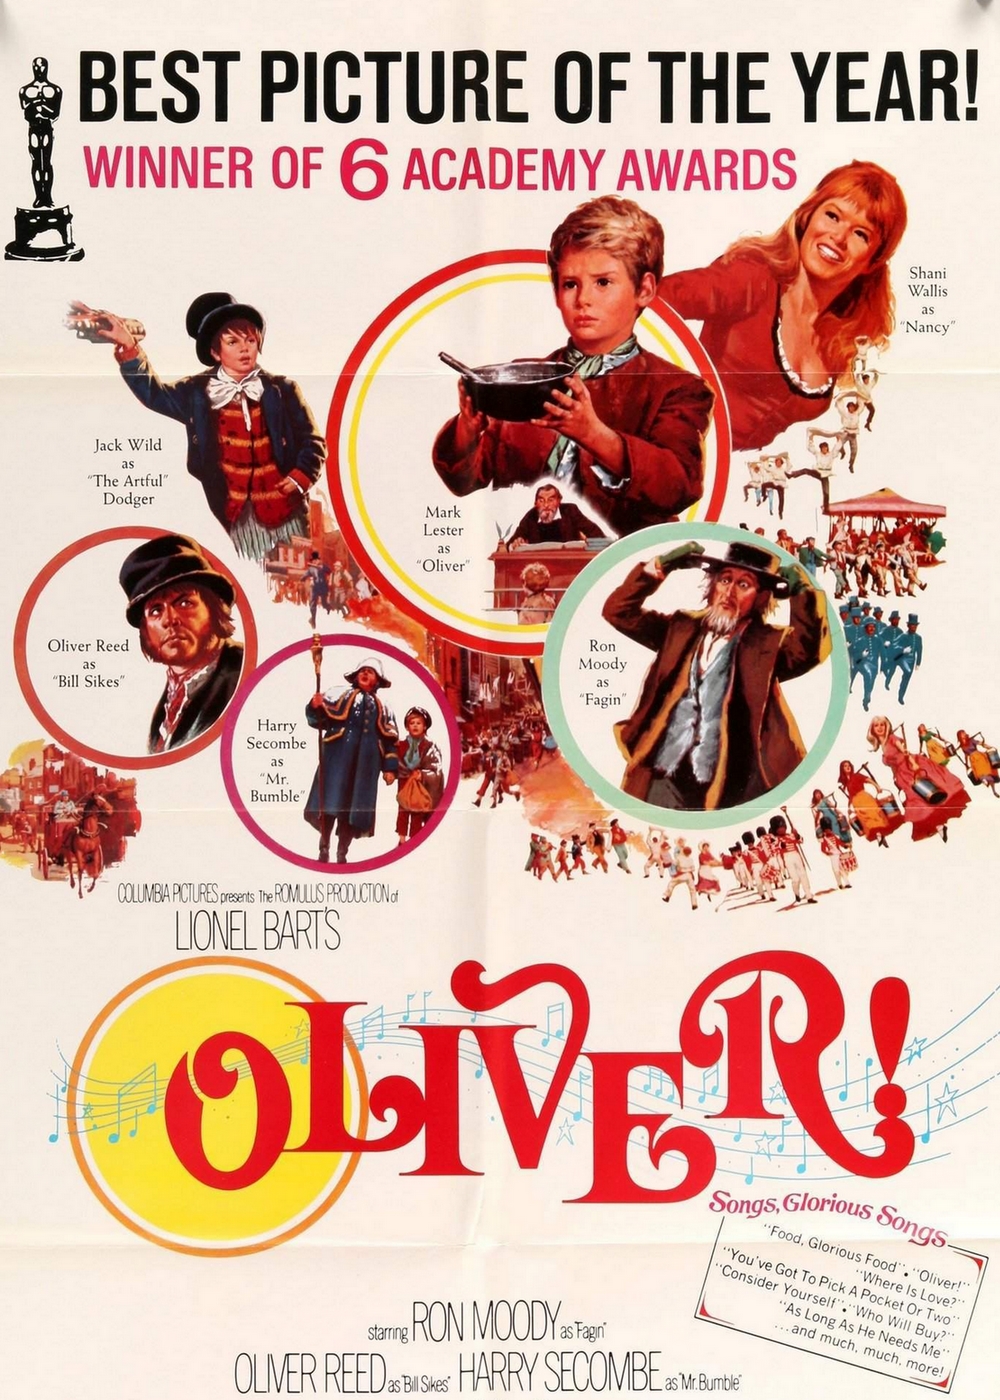 BEST PICTURE OF THE YEAR!
WINNER OF 6 ACADEMY AWARDS
Shani
Wallis
as
"Nancy"
Jack Wild
as
"The Artful"
Dodger
Mark
Lester
as
"Oliver"
Oliver Reed
as
"Bill Sikes"
Ron
Moody
as
"Fagin"
Harry
Secombe
as
"Mr.
Bumble"
COLUMBIA PICTURES presents The ROMULUS PRODUCTION of
LIONEL BART'S
OLIVER!
Songs, Glorious Songs
"Food, Glorious Food" • "Oliver!"
"Where Is Love?"
"You've Got To Pick A Pocket Or Two"
"Consider Yourself" • "Who Will Buy?"
"As Long As He Needs Me"
...and much, much, more!
starring RON MOODY as "Fagin"
OLIVER REED as "Bill Sikes" HARRY SECOMBE as "Mr. Bumble"